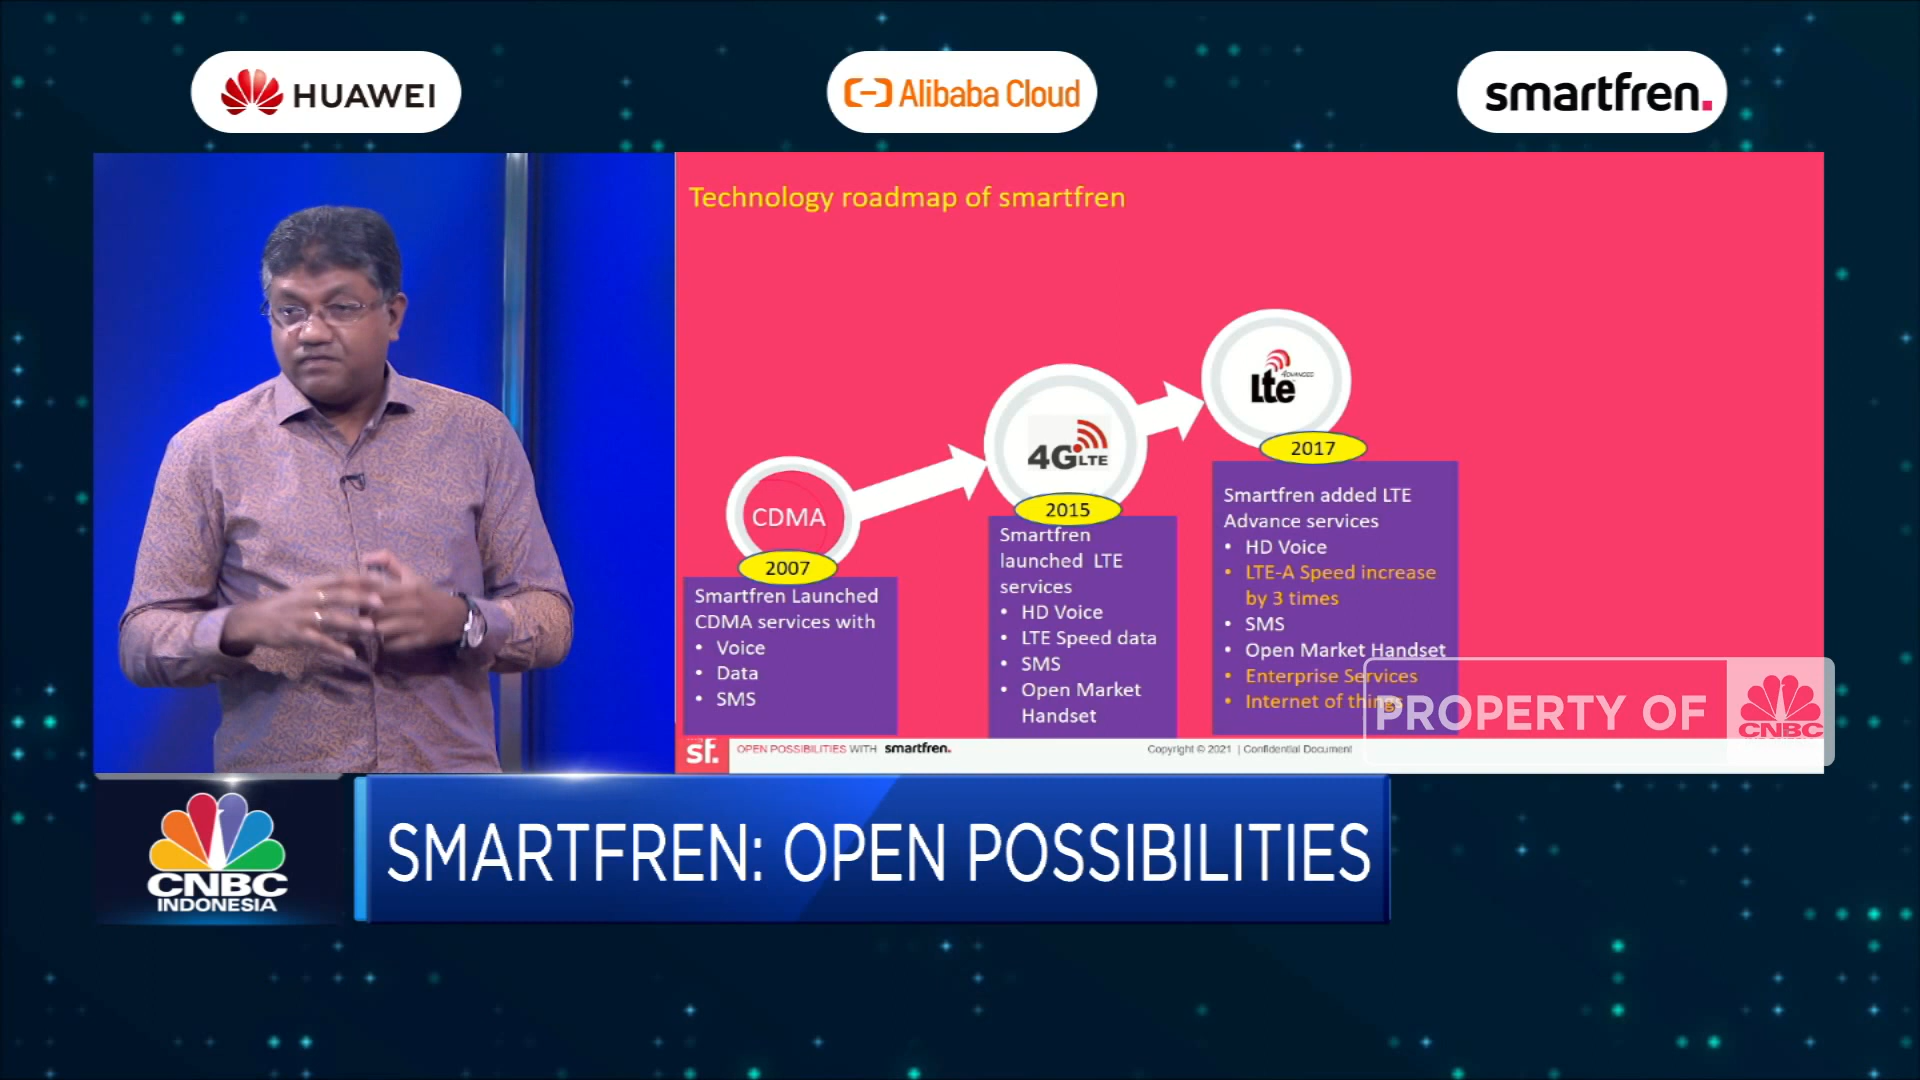 HUAWEI
Alibaba Cloud
smartfren.
Technology roadmap of smartfren
CDMA
2007
Smartfren Launched
CDMA services with
• Voice
• Data
• SMS
4G LTE
2015
Smartfren
launched LTE
services
• HD Voice
• LTE Speed data
• SMS
• Open Market
Handset
lte ADVANCED
2017
Smartfren added LTE
Advance services
• HD Voice
• LTE-A Speed increase
by 3 times
• SMS
• Open Market Handset
• Enterprise Services
• Internet of things
PROPERTY OF
CNBC
INDONESIA
sf.
OPEN POSSIBILITIES WITH smartfren.
Copyright © 2021 | Confidential Document
CNBC
INDONESIA
SMARTFREN: OPEN POSSIBILITIES